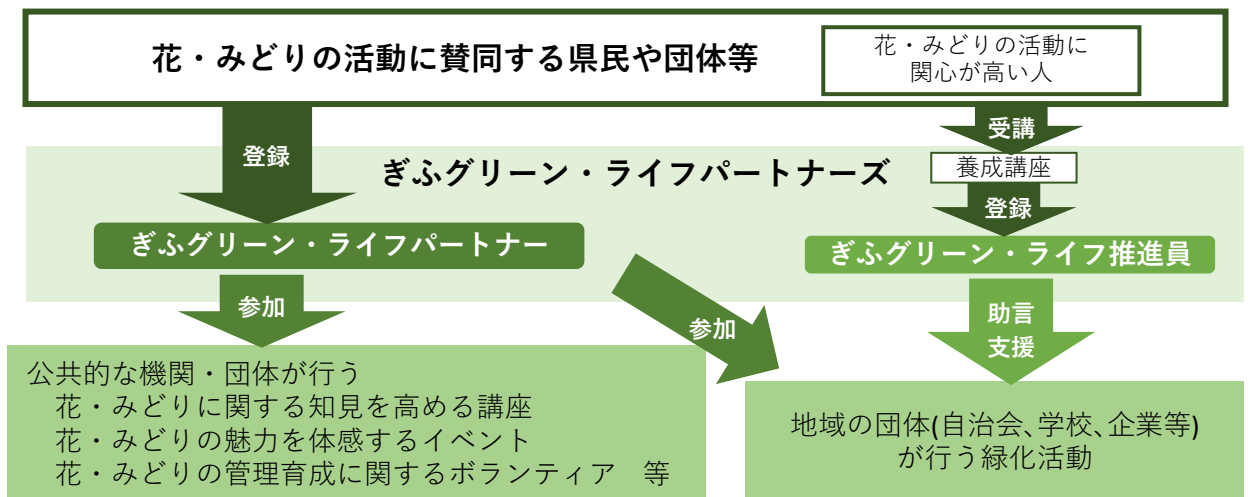 花・みどりの活動に賛同する県民や団体等
花・みどりの活動に
関心が高い人
登録
受講
ぎふグリーン・ライフパートナーズ
養成講座
登録
ぎふグリーン・ライフパートナー
ぎふグリーン・ライフ推進員
参加
参加
助言
支援
公共的な機関・団体が行う
花・みどりに関する知見を高める講座
花・みどりの魅力を体感するイベント
花・みどりの管理育成に関するボランティア　等
地域の団体(自治会、学校、企業等)
が行う緑化活動